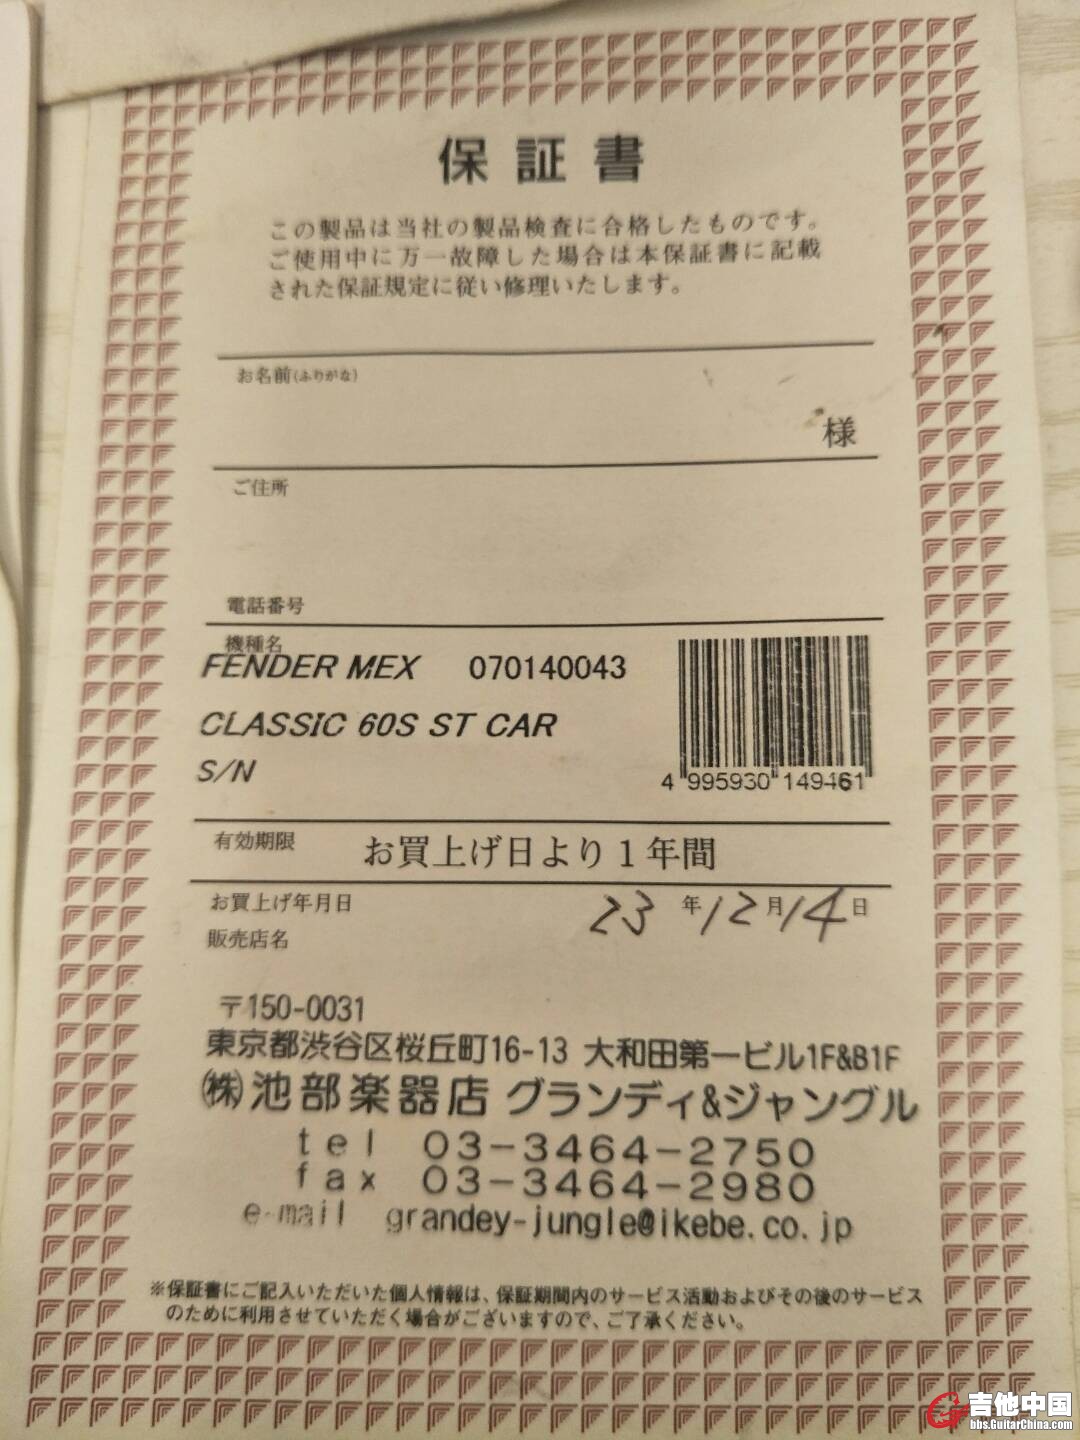 保証書
この製品は当社の製品検査に合格したものです。
ご使用中に万一故障した場合は本保証書に記載
された保証規定に従い修理いたします。
お名前(ふりがな)
様
ご住所
電話番号
機種名
FENDER MEX 070140043
CLASSIC 60S ST CAR
S/N
4 995930 149461
有効期限 お買上げ日より1年間
お買上げ年月日 23年12月14日
販売店名
〒150-0031
東京都渋谷区桜丘町16-13 大和田第一ビル1F&B1F
㈱池部楽器店 グランディ&ジャングル
tel 03-3464-2750
fax 03-3464-2980
e-mail grandey-jungle@ikebe.co.jp
※保証書にご記入いただいた個人情報は、保証期間内のサービス活動およびその後のサービス
のために利用させていただく場合がございますので、ご了承ください。
吉他中国
bbs.GuitarChina.com